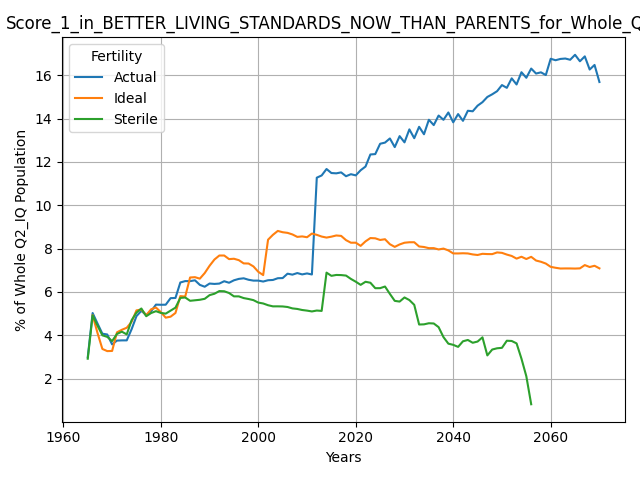 Score_1_in_BETTER_LIVING_STANDARDS_NOW_THAN_PARENTS_for_Whole_Q
Fertility
Actual
Ideal
Sterile
% of Whole Q2_IQ Population
16
14
12
10
8
6
4
2
1960
1980
2000
2020
2040
2060
Years